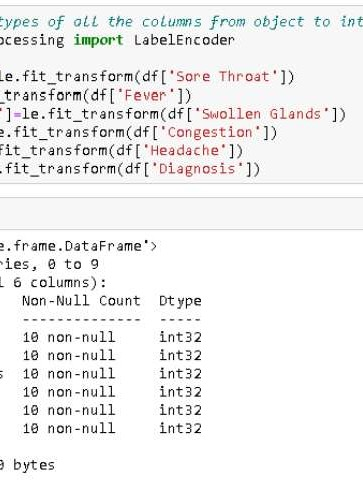 types of all the columns from object to int
ocessing import LabelEncoder
le.fit_transform(df['Sore Throat'])
_transform(df['Fever'])
']=le.fit_transform(df['Swollen Glands'])
e.fit_transform(df['Congestion'])
fit_transform(df['Headache'])
.fit_transform(df['Diagnosis'])
e.frame.DataFrame'>
ries, 0 to 9
l 6 columns):
Non-Null Count Dtype
-------------- -----
10 non-null int32
10 non-null int32
s 10 non-null int32
10 non-null int32
10 non-null int32
10 non-null int32
0 bytes